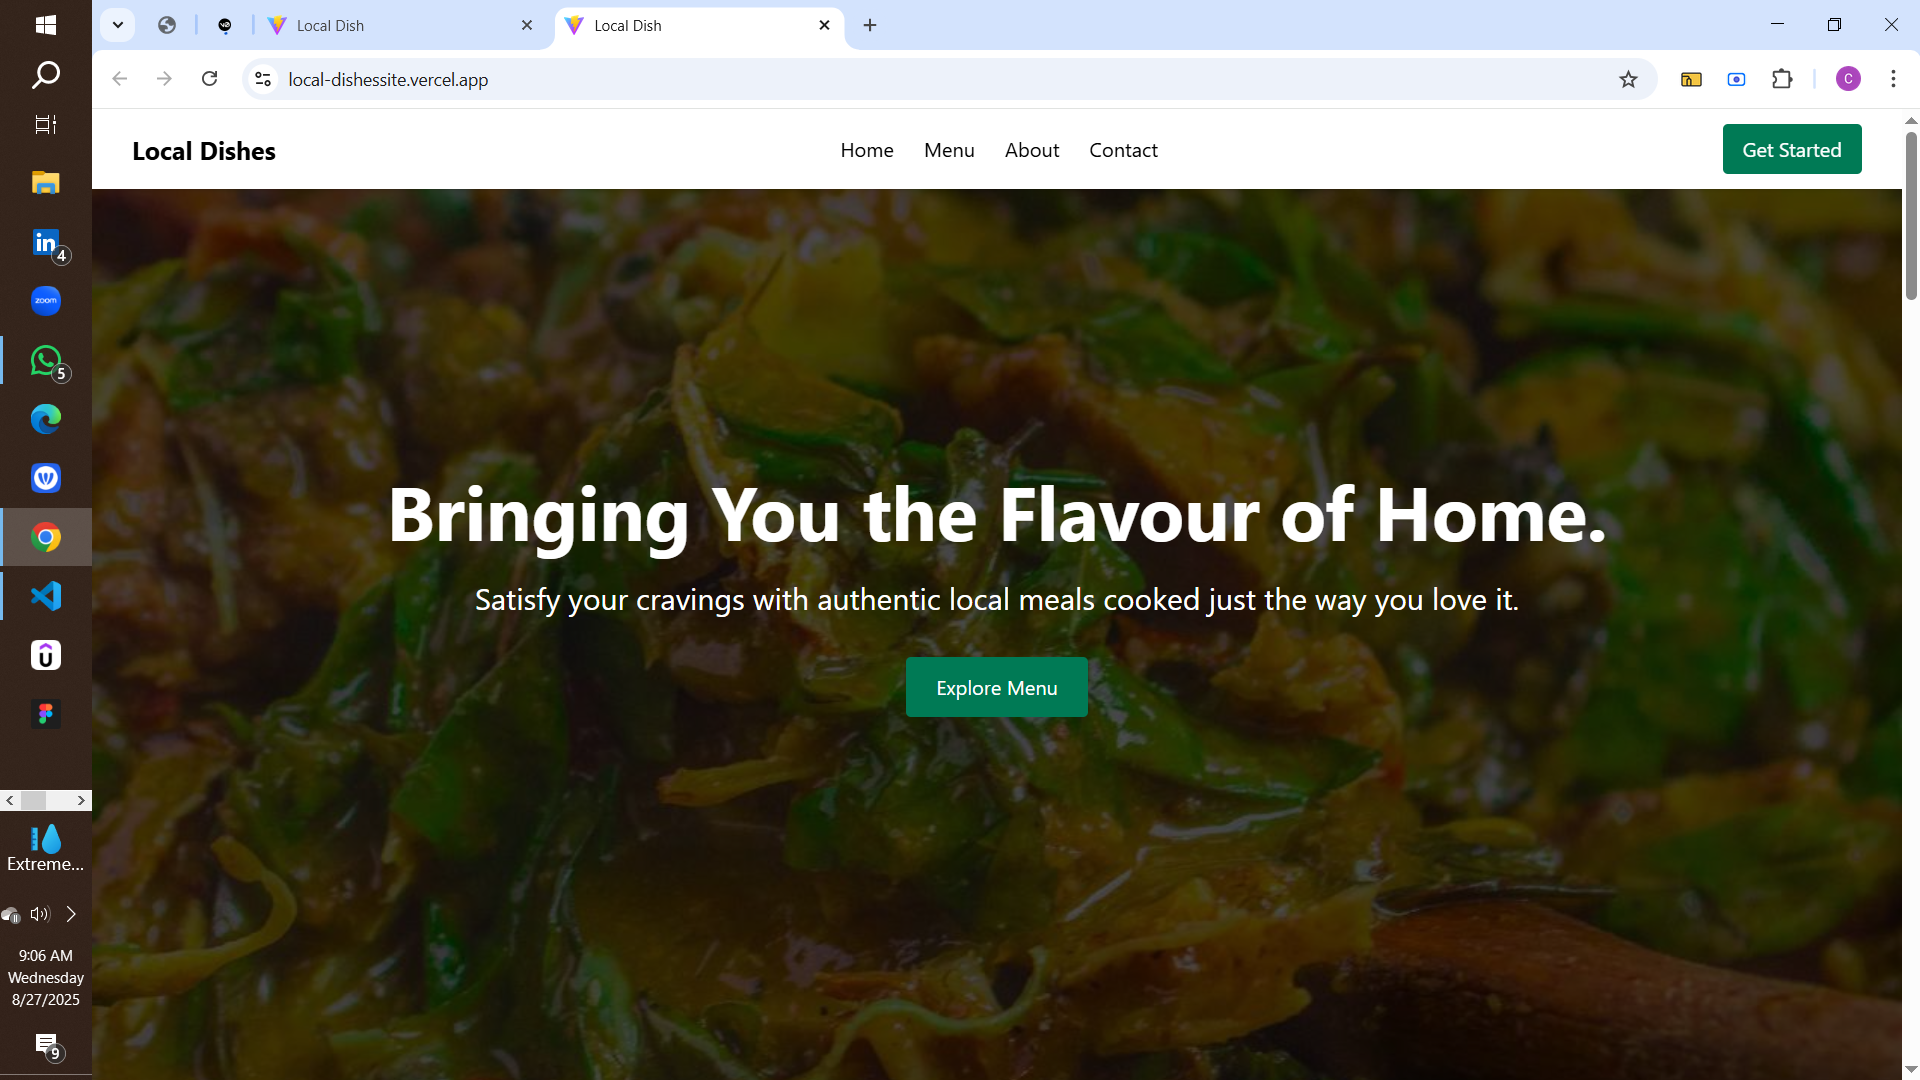 Local Dish
Local Dish
local-dishessite.vercel.app
C
Local Dishes
Home
Menu
About
Contact
Get Started
Bringing You the Flavour of Home.
Satisfy your cravings with authentic local meals cooked just the way you love it.
Explore Menu
in
4
zoom
5
Extreme...
9:06 AM
Wednesday
8/27/2025
9